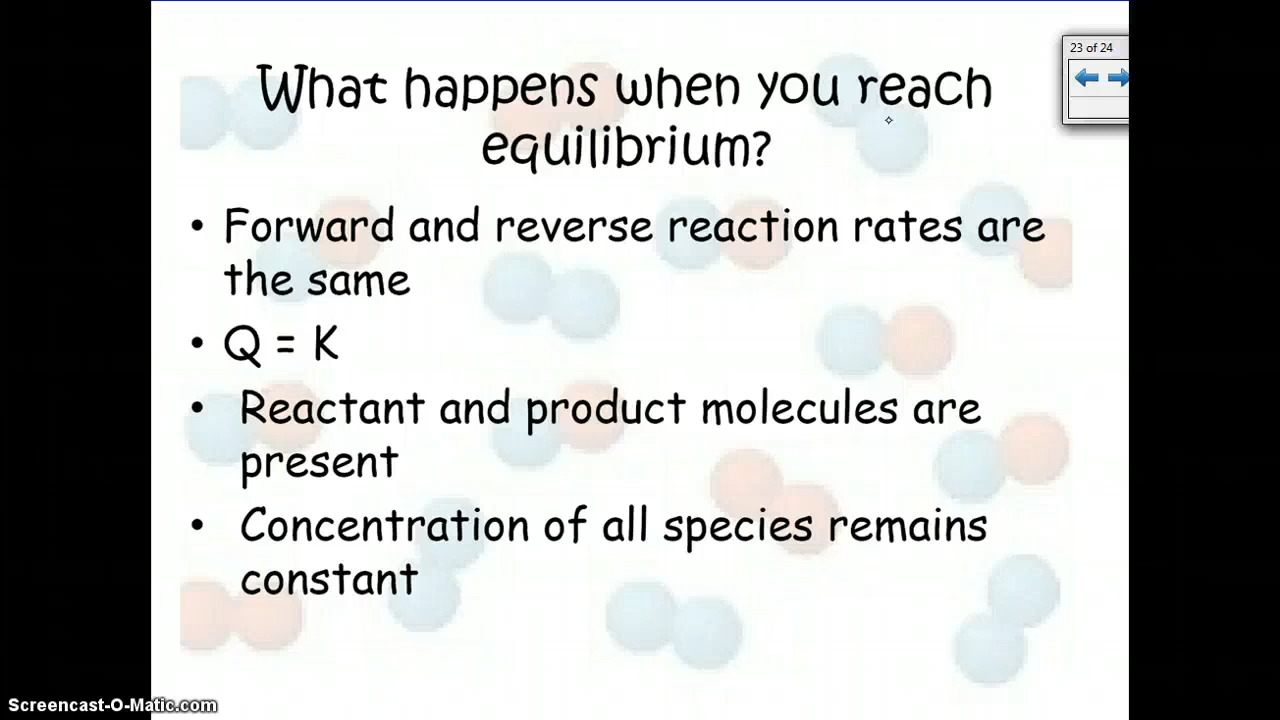 23 of 24
What happens when you reach
equilibrium?
• Forward and reverse reaction rates are
the same
• Q = K
• Reactant and product molecules are
present
• Concentration of all species remains
constant
Screencast-O-Matic.com